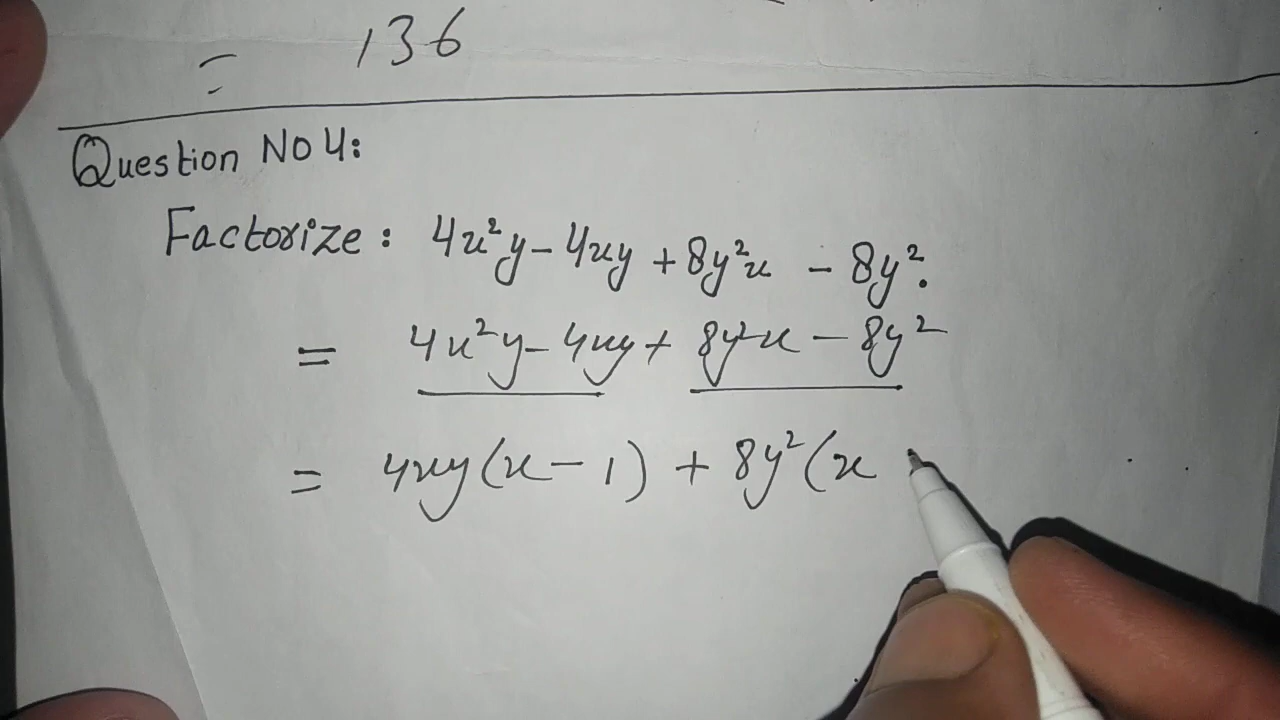 = 136
Question No 4:
Factorize: 4x²y - 4xy + 8y²x - 8y².
= 4x²y - 4xy + 8y²x - 8y²
= 4xy(x - 1) + 8y²(x